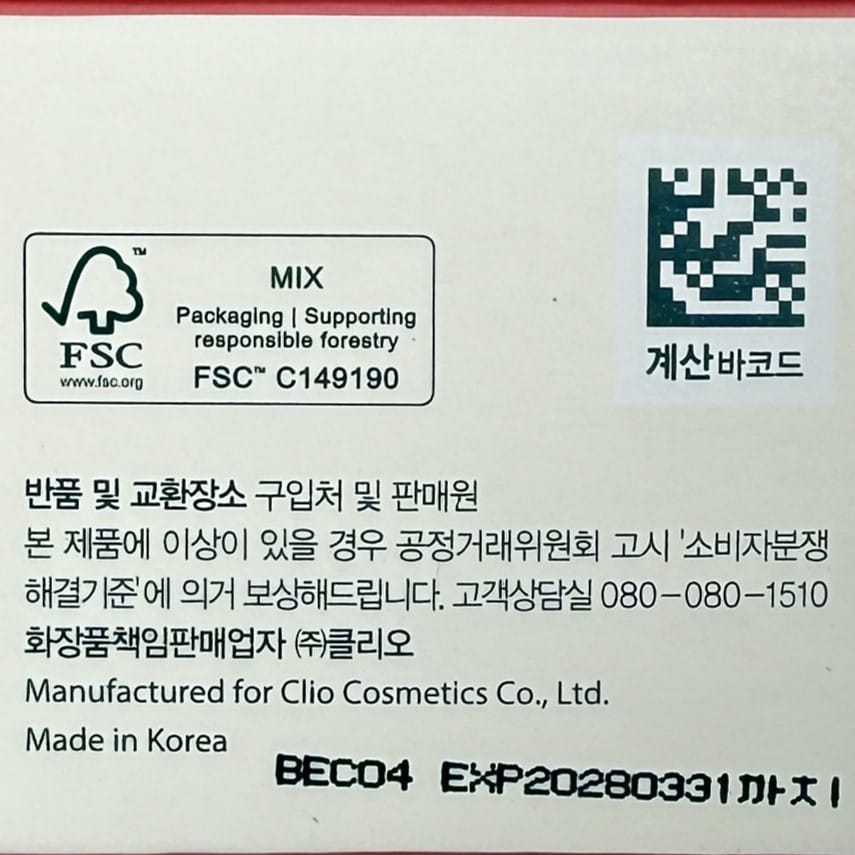 MIX
Packaging | Supporting
responsible forestry
FSC™ C149190
TM
FSC
www.fsc.org
계산바코드
반품 및 교환장소 구입처 및 판매원
본 제품에 이상이 있을 경우 공정거래위원회 고시 '소비자분쟁
해결기준'에 의거 보상해드립니다. 고객상담실 080-080-1510
화장품책임판매업자 ㈜클리오
Manufactured for Clio Cosmetics Co., Ltd.
Made in Korea
BEC04 EXP20280331까지